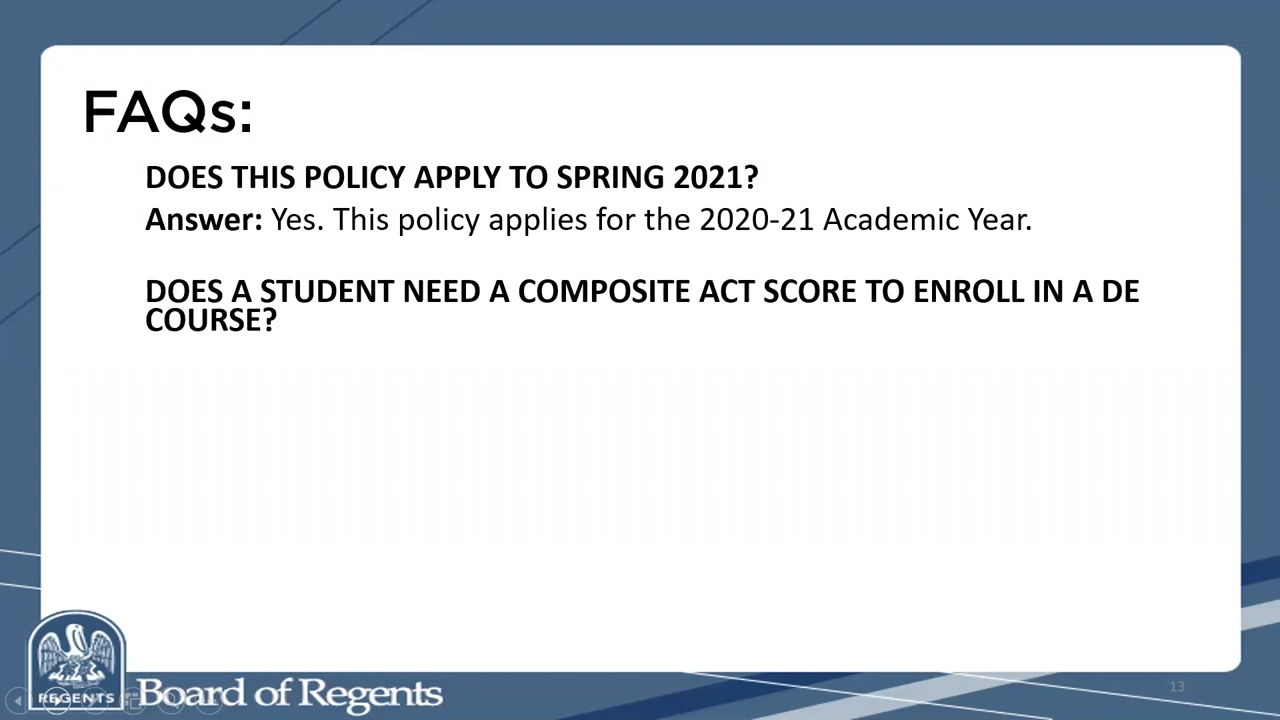 FAQs:
DOES THIS POLICY APPLY TO SPRING 2021?
Answer: Yes. This policy applies for the 2020-21 Academic Year.
DOES A STUDENT NEED A COMPOSITE ACT SCORE TO ENROLL IN A DE
COURSE?
REGENTS
Board of Regents
13